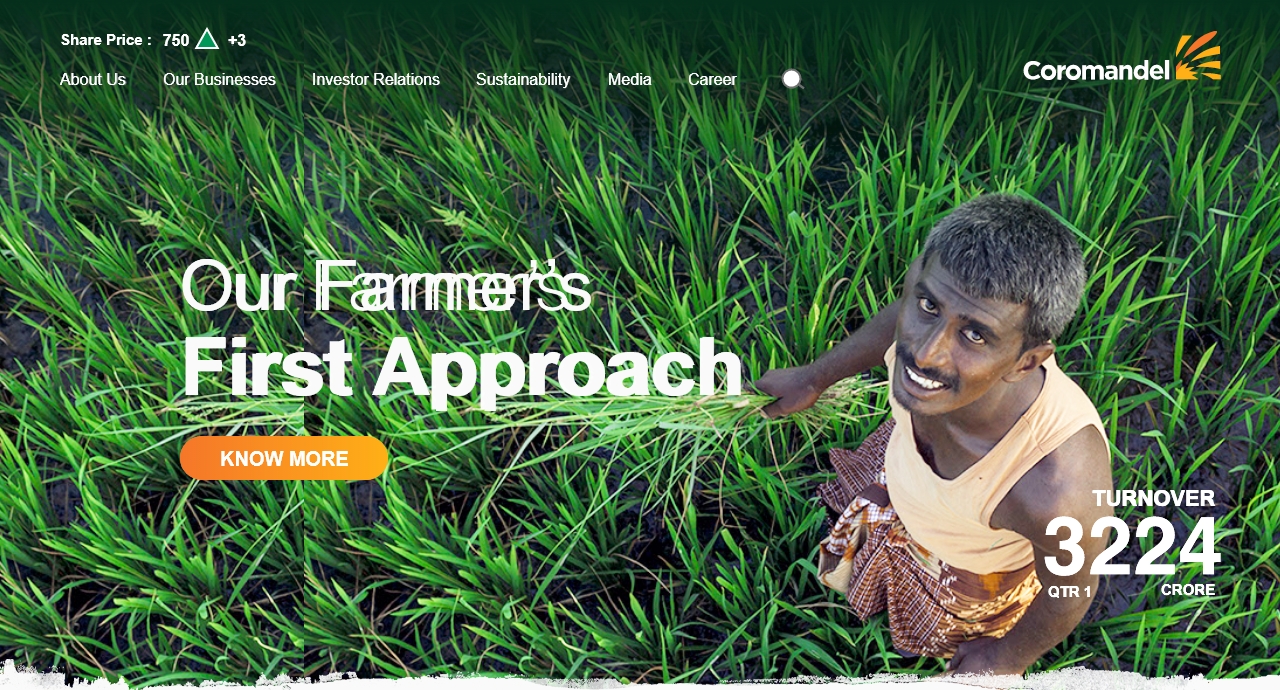 Share Price : 750 +3
About Us Our Businesses Investor Relations Sustainability Media Career
Coromandel
Our Farmer's
First Approach
KNOW MORE
TURNOVER
3224
QTR 1 CRORE